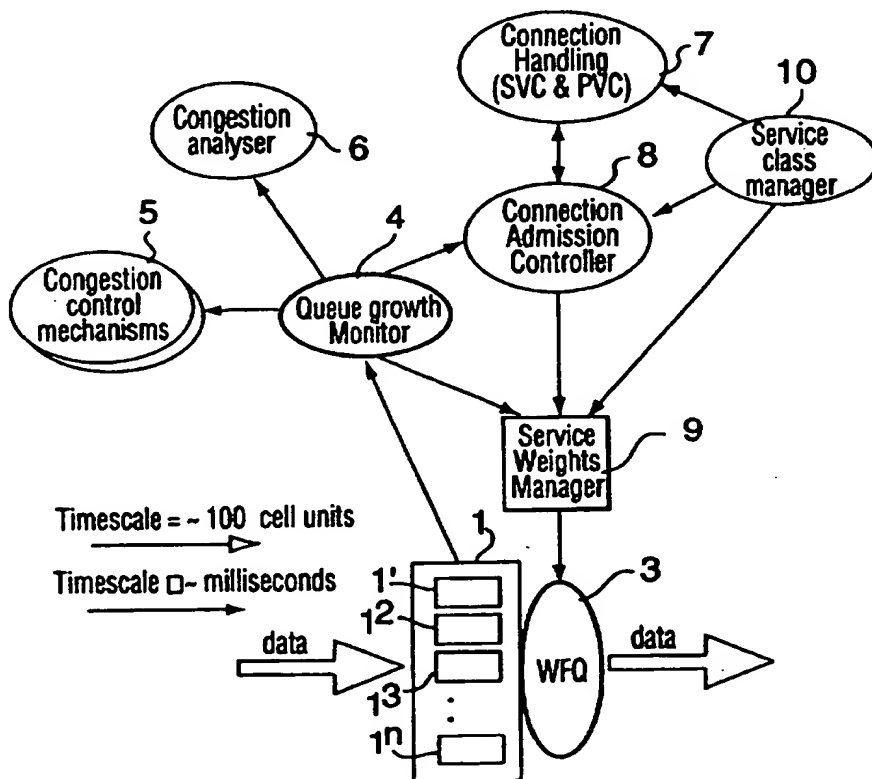 Connection
Handling
(SVC & PVC)
7
10
Congestion
analyser
6
Service
class
manager
8
5
4
Connection
Admission
Controller
Congestion
control
mechanisms
Queue growth
Monitor
9
Service
Weights
Manager
Timescale = ~ 100 cell units
1
3
Timescale □~ milliseconds
1'
1²
data
WFQ
data
1³
1ⁿ